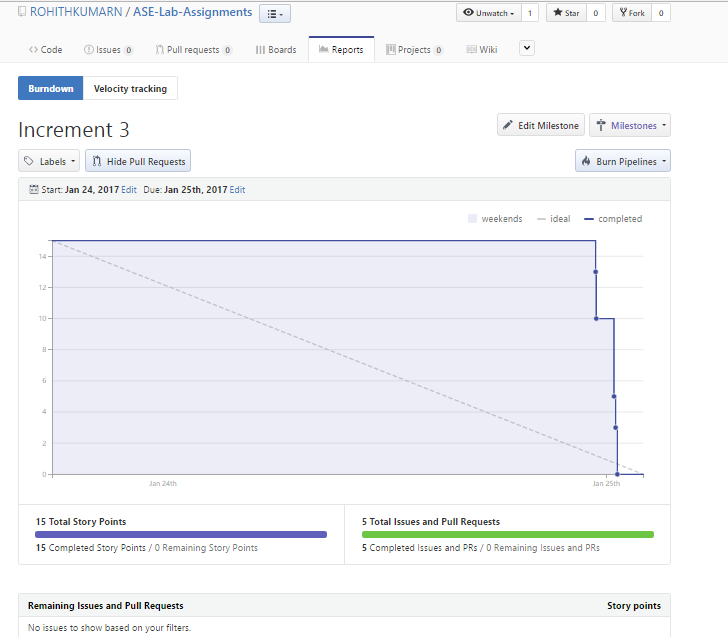 ROHITHKUMARN / ASE-Lab-Assignments Unwatch 1 Star 0 Fork 0
Code Issues 0 Pull requests 0 Boards Reports Projects 0 Wiki
Burndown Velocity tracking
Increment 3 Edit Milestone Milestones
Labels Hide Pull Requests Burn Pipelines
Start: Jan 24, 2017 Edit Due: Jan 25th, 2017 Edit
weekends ideal completed
14
12
10
8
6
4
2
0
Jan 24th Jan 25th
15 Total Story Points
15 Completed Story Points / 0 Remaining Story Points
5 Total Issues and Pull Requests
5 Completed Issues and PRs / 0 Remaining Issues and PRs
Remaining Issues and Pull Requests Story points
No issues to show based on your filters.